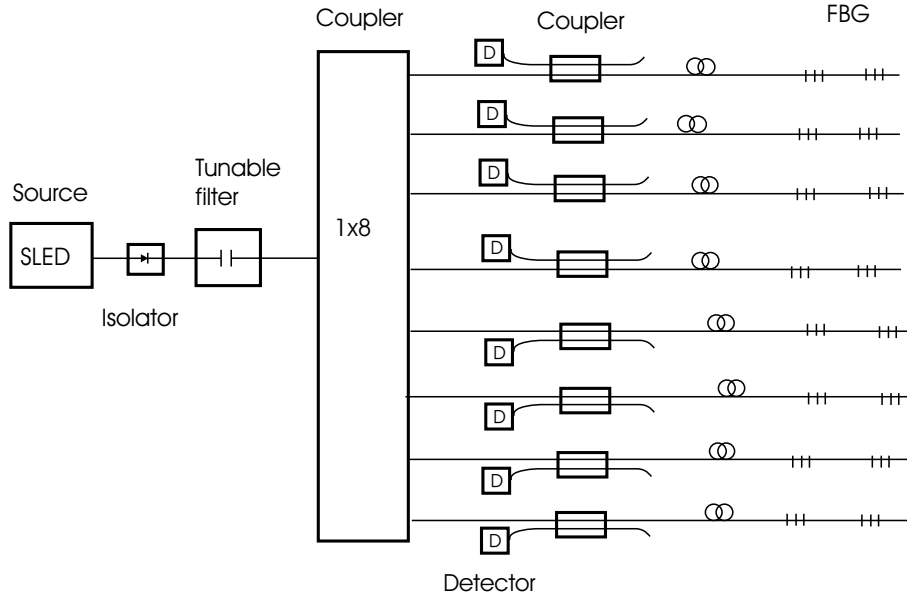 Coupler
Coupler
FBG
D
D
D
D
D
D
D
D
Tunable
filter
Source
SLED
Isolator
1x8
Detector